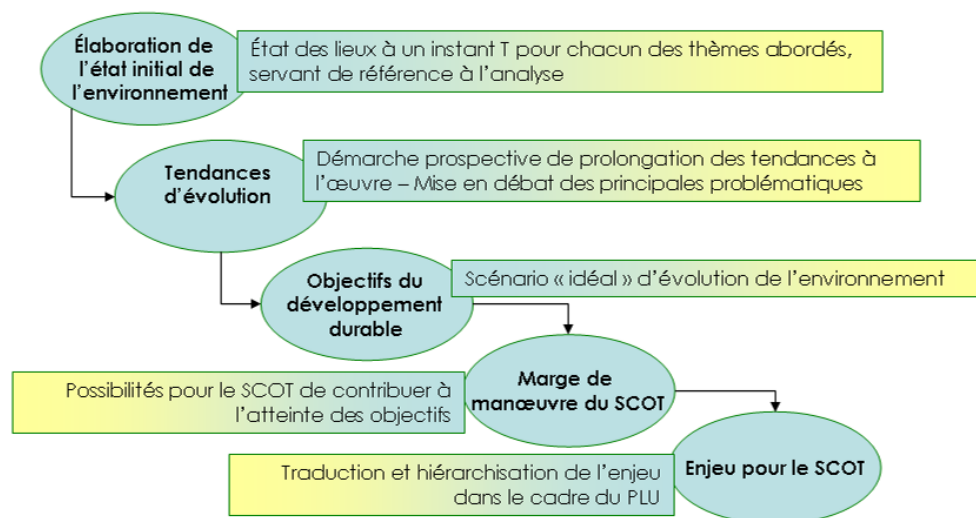 Élaboration de
l'état initial de
l'environnement
État des lieux à un instant T pour chacun des thèmes abordés,
servant de référence à l'analyse
Tendances
d'évolution
Démarche prospective de prolongation des tendances à
l'œuvre – Mise en débat des principales problématiques
Objectifs du
développement
durable
Scénario « idéal » d'évolution de l'environnement
Possibilités pour le SCOT de contribuer à
l'atteinte des objectifs
Marge de
manœuvre du SCOT
Traduction et hiérarchisation de l'enjeu
dans le cadre du PLU
Enjeu pour le SCOT